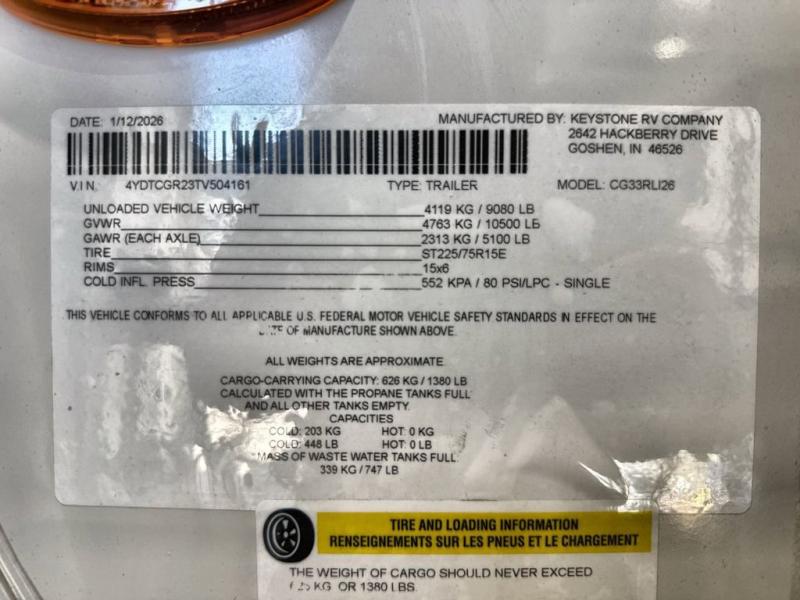 DATE: 1/12/2026
MANUFACTURED BY: KEYSTONE RV COMPANY
2642 HACKBERRY DRIVE
GOSHEN, IN 46526
V.I.N. 4YDTCGR23TV504161 TYPE: TRAILER MODEL: CG33RLI26
UNLOADED VEHICLE WEIGHT 4119 KG / 9080 LB
GVWR 4763 KG / 10500 LB
GAWR (EACH AXLE) 2313 KG / 5100 LB
TIRE ST225/75R15E
RIMS 15x6
COLD INFL. PRESS 552 KPA / 80 PSI/LPC - SINGLE
THIS VEHICLE CONFORMS TO ALL APPLICABLE U.S. FEDERAL MOTOR VEHICLE SAFETY STANDARDS IN EFFECT ON THE
OF MANUFACTURE SHOWN ABOVE.
ALL WEIGHTS ARE APPROXIMATE
CARGO-CARRYING CAPACITY: 626 KG / 1380 LB
CALCULATED WITH THE PROPANE TANKS FULL
AND ALL OTHER TANKS EMPTY.
CAPACITIES
COLD: 203 KG HOT: 0 KG
COLD: 448 LB HOT: 0 LB
MASS OF WASTE WATER TANKS FULL:
339 KG / 747 LB
TIRE AND LOADING INFORMATION
RENSEIGNEMENTS SUR LES PNEUS ET LE CHARGEMENT
THE WEIGHT OF CARGO SHOULD NEVER EXCEED
KG OR 1380 LBS.